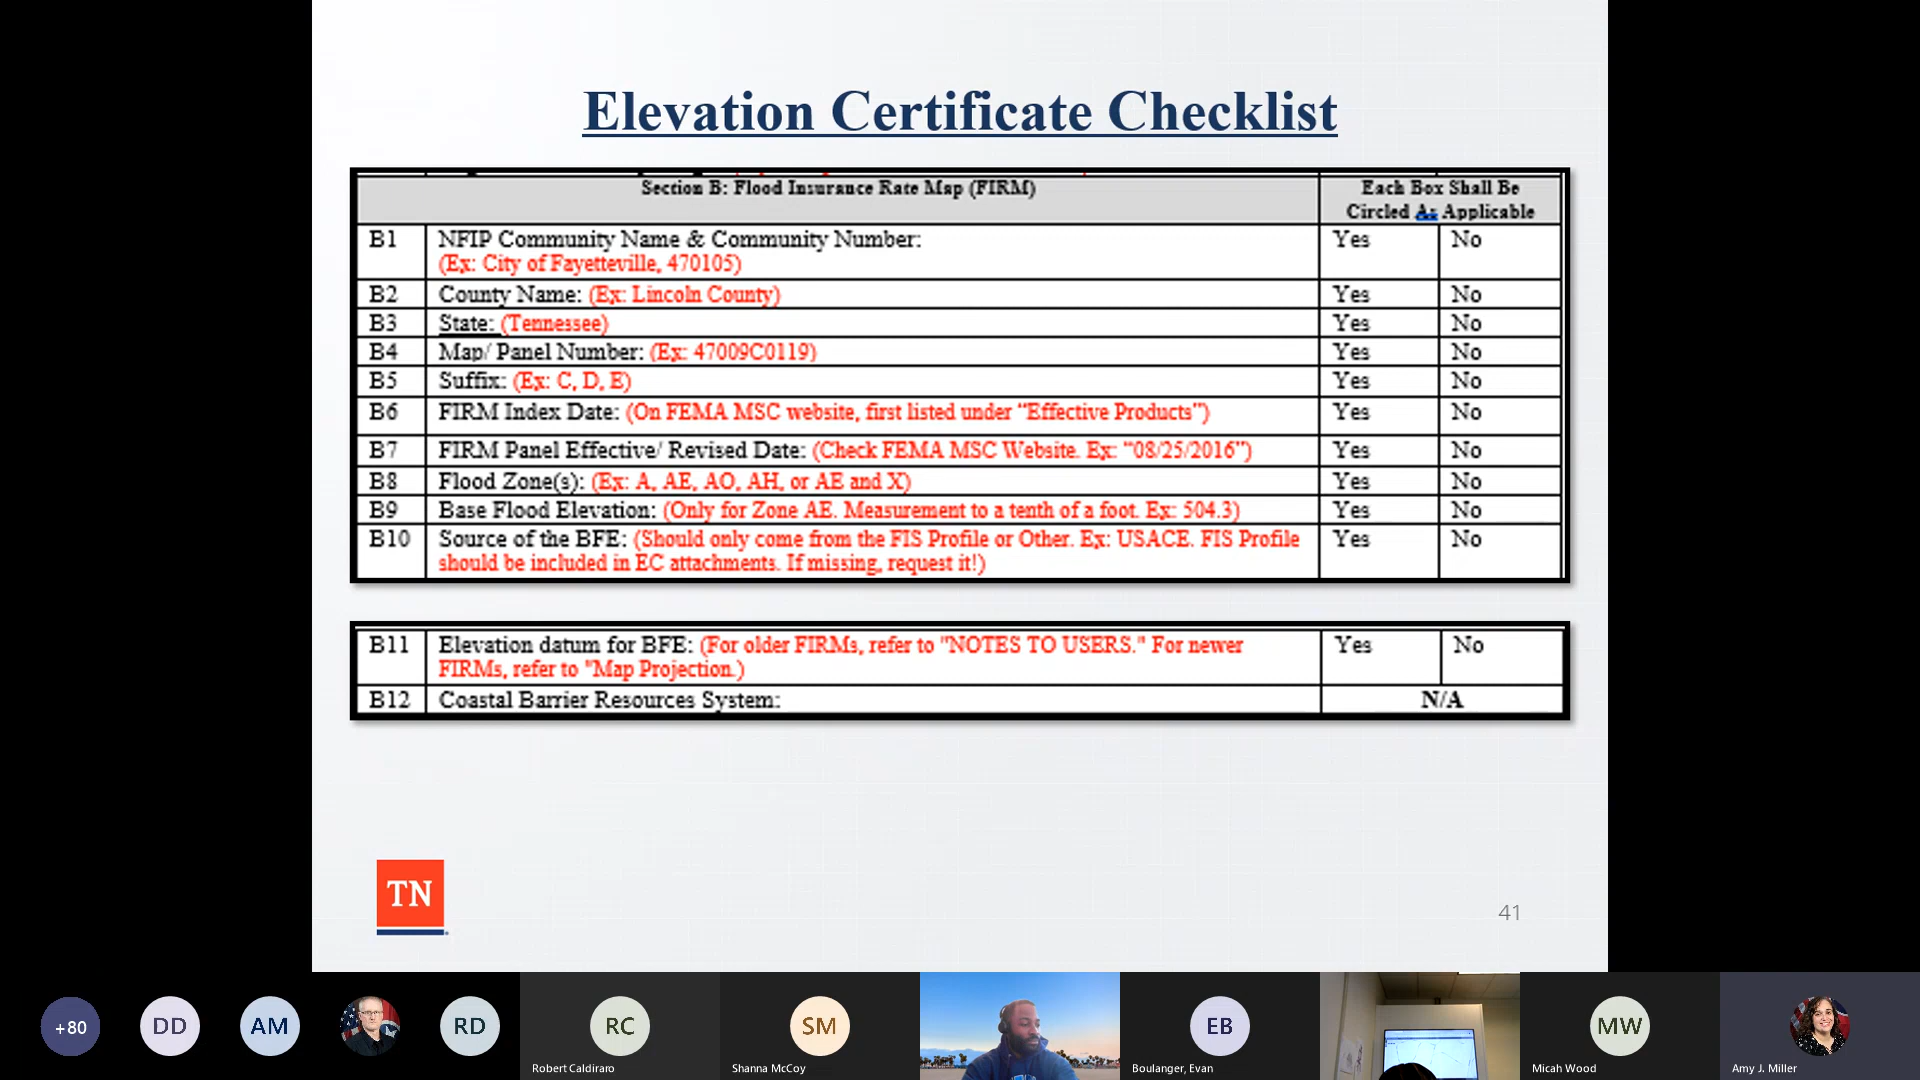 Elevation Certificate Checklist
Section B: Flood Insurance Rate Map (FIRM)
Each Box Shall Be
Circled As Applicable
B1 NFIP Community Name & Community Number: Yes No
(Ex: City of Fayetteville, 470105)
B2 County Name: (Ex: Lincoln County) Yes No
B3 State: (Tennessee) Yes No
B4 Map/ Panel Number: (Ex: 47009C0119) Yes No
B5 Suffix: (Ex: C, D, E) Yes No
B6 FIRM Index Date: (On FEMA MSC website, first listed under “Effective Products”) Yes No
B7 FIRM Panel Effective/ Revised Date: (Check FEMA MSC Website. Ex: “08/25/2016”) Yes No
B8 Flood Zone(s): (Ex: A, AE, AO, AH, or AE and X) Yes No
B9 Base Flood Elevation: (Only for Zone AE. Measurement to a tenth of a foot. Ex: 504.3) Yes No
B10 Source of the BFE: (Should only come from the FIS Profile or Other. Ex: USACE. FIS Profile Yes No
should be included in EC attachments. If missing, request it!)
B11 Elevation datum for BFE: (For older FIRMs, refer to "NOTES TO USERS." For newer Yes No
FIRMs, refer to "Map Projection.)
B12 Coastal Barrier Resources System: N/A
TN
41
+80 DD AM RD RC SM EB MW
Robert Caldiraro Shanna McCoy Boulanger, Evan Micah Wood Amy J. Miller